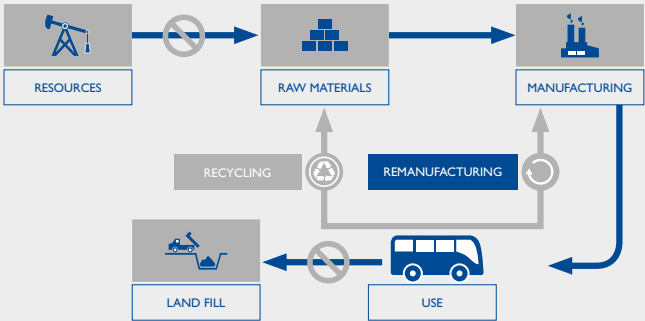 RESOURCES
RAW MATERIALS
MANUFACTURING
RECYCLING
REMANUFACTURING
LAND FILL
USE